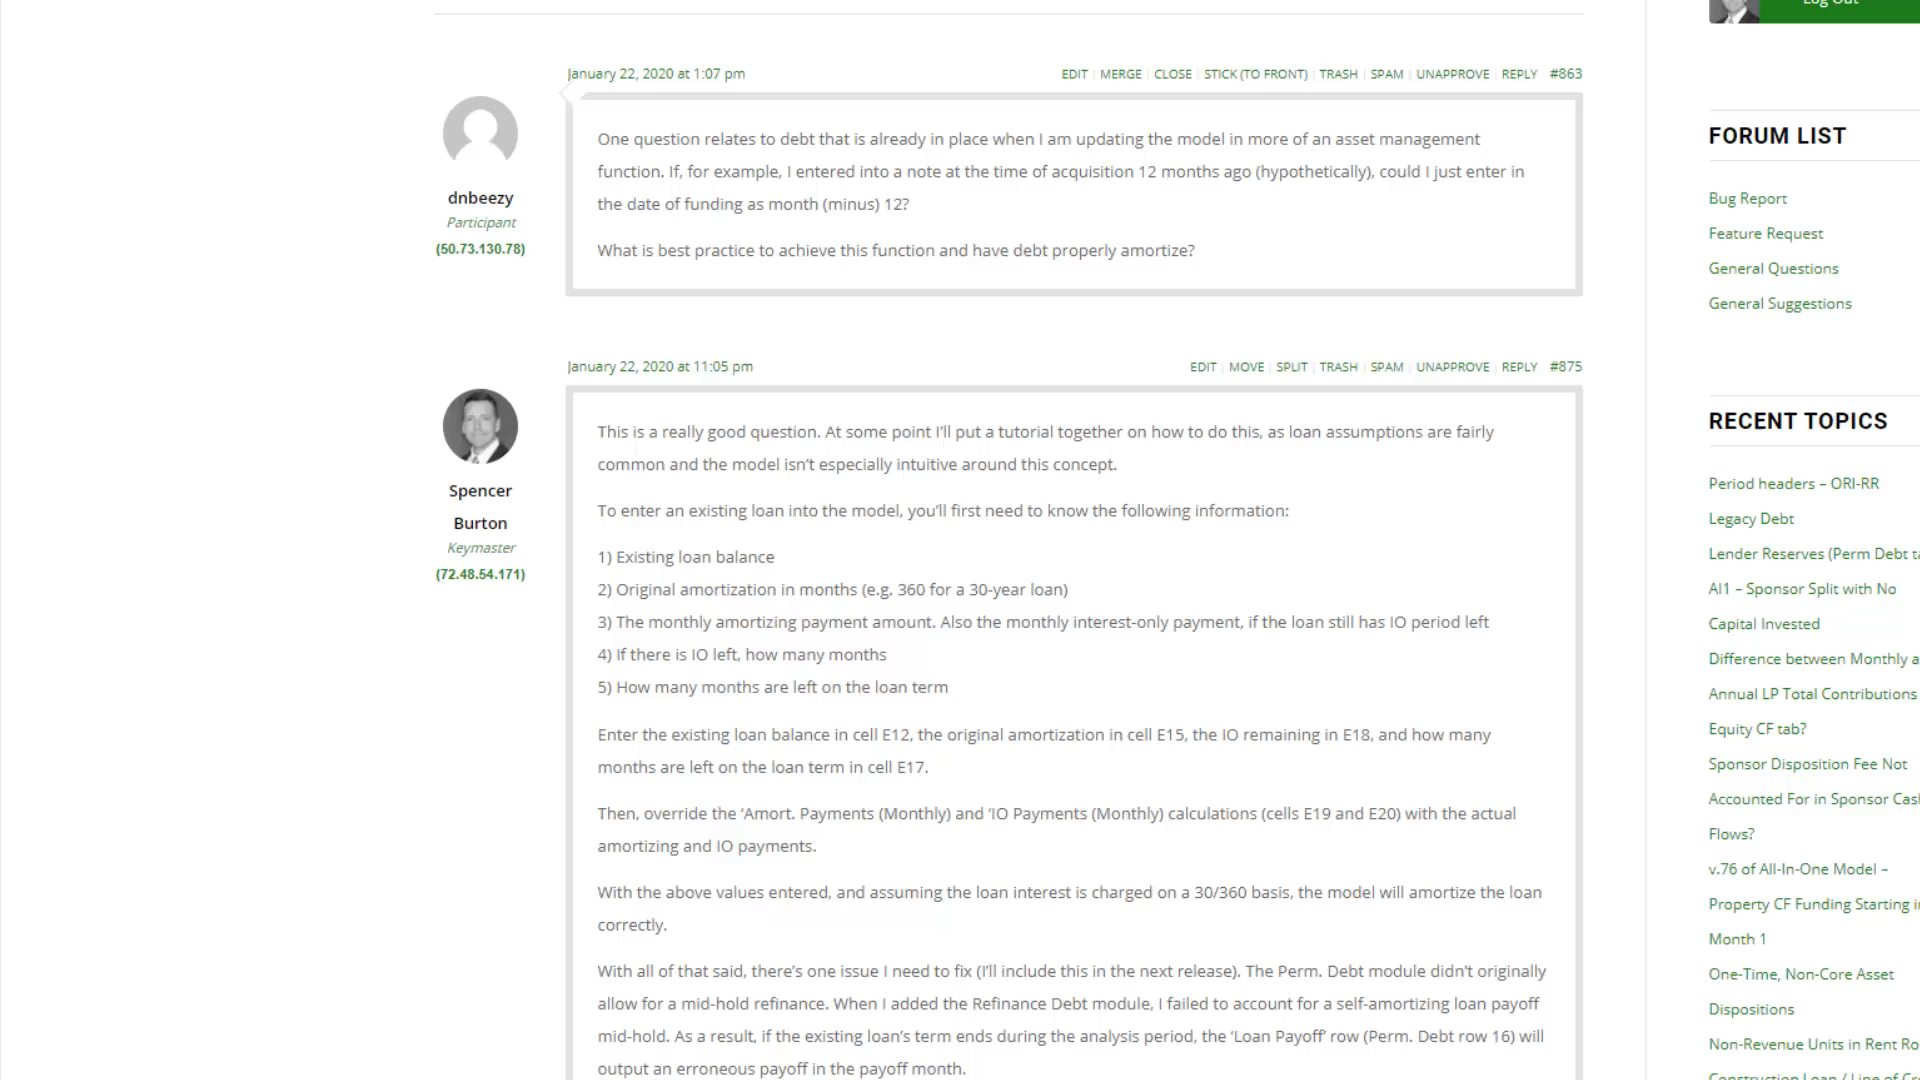 Log Out
January 22, 2020 at 1:07 pm
EDIT | MERGE | CLOSE | STICK (TO FRONT) | TRASH | SPAM | UNAPPROVE | REPLY #863
dnbeezy
Participant
(50.73.130.78)
One question relates to debt that is already in place when I am updating the model in more of an asset management
function. If, for example, I entered into a note at the time of acquisition 12 months ago (hypothetically), could I just enter in
the date of funding as month (minus) 12?
What is best practice to achieve this function and have debt properly amortize?
January 22, 2020 at 11:05 pm
EDIT | MOVE | SPLIT | TRASH | SPAM | UNAPPROVE | REPLY #875
Spencer
Burton
Keymaster
(72.48.54.171)
This is a really good question. At some point I’ll put a tutorial together on how to do this, as loan assumptions are fairly
common and the model isn’t especially intuitive around this concept.
To enter an existing loan into the model, you’ll first need to know the following information:
1) Existing loan balance
2) Original amortization in months (e.g. 360 for a 30-year loan)
3) The monthly amortizing payment amount. Also the monthly interest-only payment, if the loan still has IO period left
4) If there is IO left, how many months
5) How many months are left on the loan term
Enter the existing loan balance in cell E12, the original amortization in cell E15, the IO remaining in E18, and how many
months are left on the loan term in cell E17.
Then, override the ‘Amort. Payments (Monthly) and ‘IO Payments (Monthly) calculations (cells E19 and E20) with the actual
amortizing and IO payments.
With the above values entered, and assuming the loan interest is charged on a 30/360 basis, the model will amortize the loan
correctly.
With all of that said, there’s one issue I need to fix (I’ll include this in the next release). The Perm. Debt module didn’t originally
allow for a mid-hold refinance. When I added the Refinance Debt module, I failed to account for a self-amortizing loan payoff
mid-hold. As a result, if the existing loan’s term ends during the analysis period, the ‘Loan Payoff’ row (Perm. Debt row 16) will
output an erroneous payoff in the payoff month.
FORUM LIST
Bug Report
Feature Request
General Questions
General Suggestions
RECENT TOPICS
Period headers – ORI-RR
Legacy Debt
Lender Reserves (Perm Debt
AI1 – Sponsor Split with No
Capital Invested
Difference between Monthly
Annual LP Total Contributions
Equity CF tab?
Sponsor Disposition Fee Not
Accounted For in Sponsor
Flows?
v.76 of All-In-One Model –
Property CF Funding Starting
Month 1
One-Time, Non-Core Asset
Dispositions
Non-Revenue Units in Rent
Construction Loan / Line of